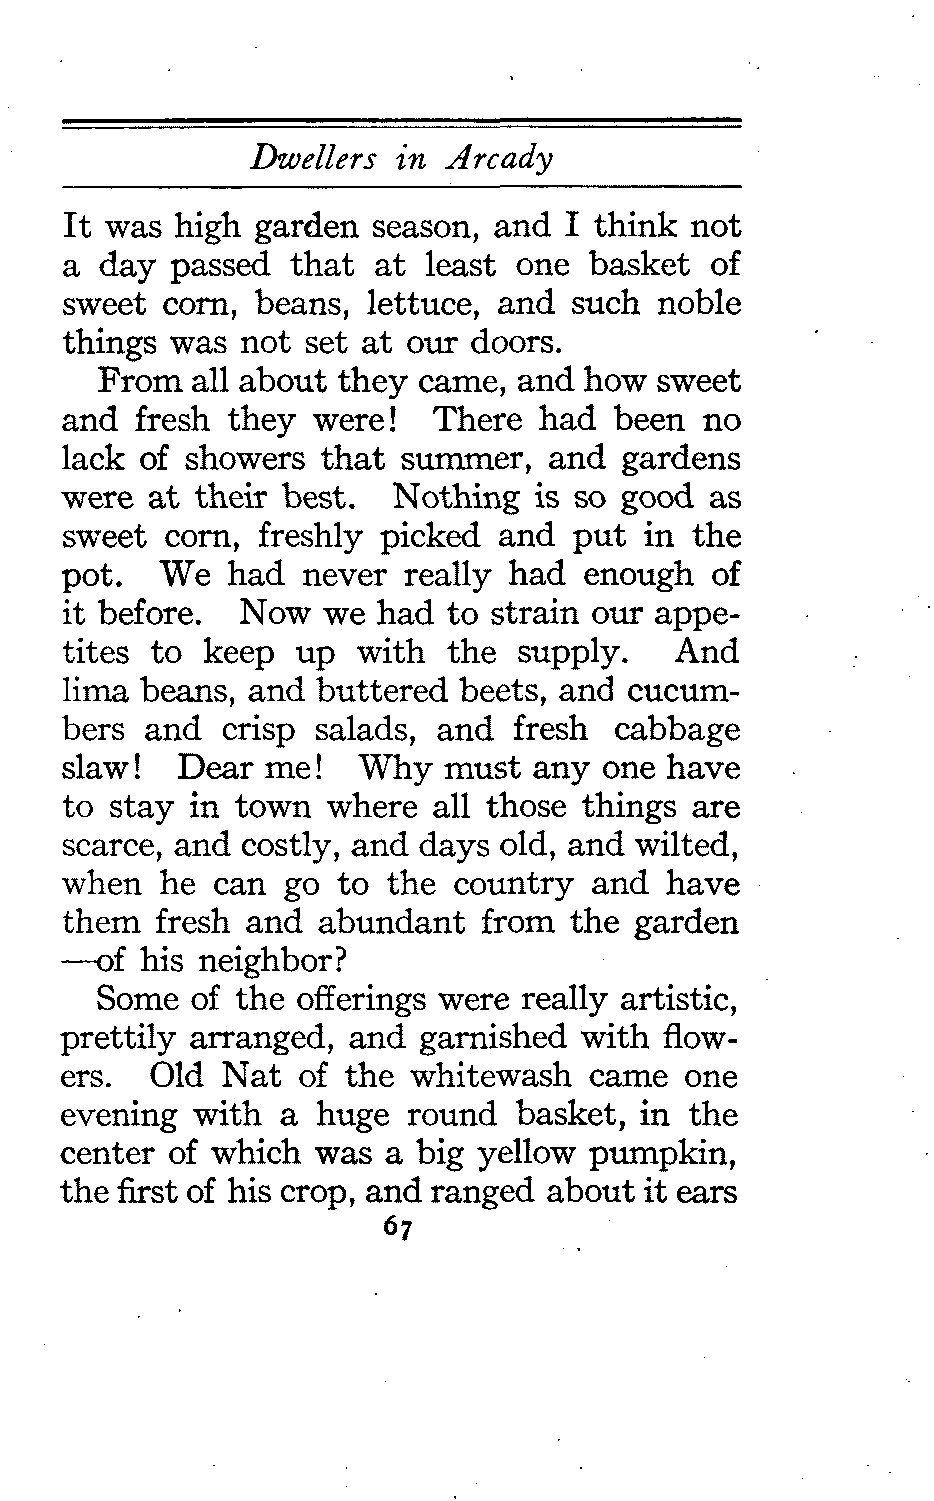 Dwellers in Arcady
It was high garden season, and I think not
a day passed that at least one basket of
sweet corn, beans, lettuce, and such noble
things was not set at our doors.
From all about they came, and how sweet
and fresh they were! There had been no
lack of showers that summer, and gardens
were at their best. Nothing is so good as
sweet corn, freshly picked and put in the
pot. We had never really had enough of
it before. Now we had to strain our appe-
tites to keep up with the supply. And
lima beans, and buttered beets, and cucum-
bers and crisp salads, and fresh cabbage
slaw! Dear me! Why must any one have
to stay in town where all those things are
scarce, and costly, and days old, and wilted,
when he can go to the country and have
them fresh and abundant from the garden
—of his neighbor?
Some of the offerings were really artistic,
prettily arranged, and garnished with flow-
ers. Old Nat of the whitewash came one
evening with a huge round basket, in the
center of which was a big yellow pumpkin,
the first of his crop, and ranged about it ears
67